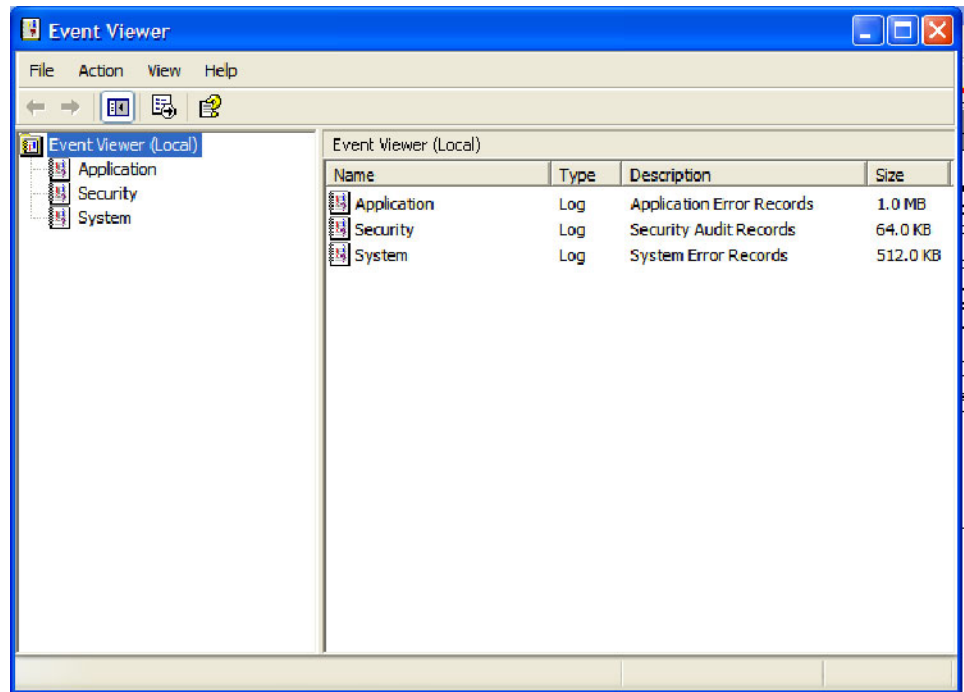 Event Viewer
File Action View Help
Event Viewer (Local)
Application
Security
System
Event Viewer (Local)
Name Type Description Size
Application Log Application Error Records 1.0 MB
Security Log Security Audit Records 64.0 KB
System Log System Error Records 512.0 KB